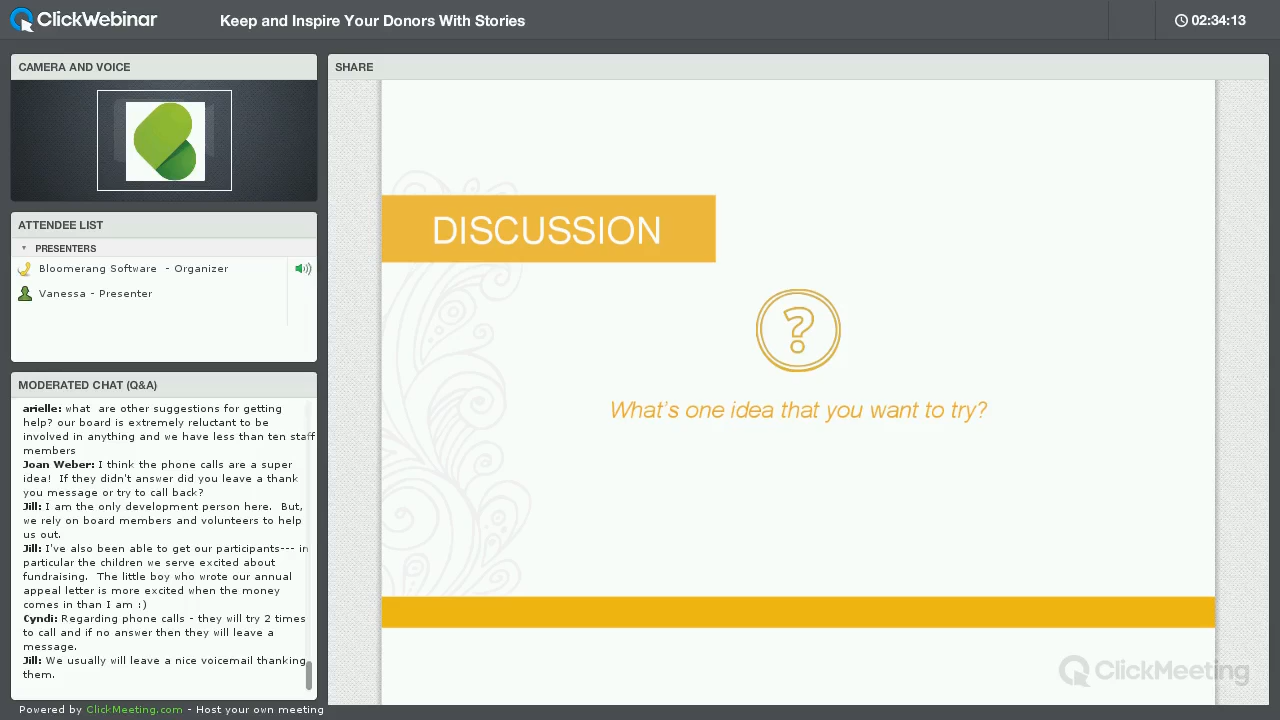 ClickWebinar
Keep and Inspire Your Donors With Stories
02:34:13
CAMERA AND VOICE
ATTENDEE LIST
PRESENTERS
Bloomerang Software - Organizer
Vanessa - Presenter
MODERATED CHAT (Q&A)
arielle: what are other suggestions for getting
help? our board is extremely reluctant to be
involved in anything and we have less than ten staff
members
Joan Weber: I think the phone calls are a super
idea! If they didn't answer did you leave a thank
you message or try to call back?
Jill: I am the only development person here. But,
we rely on board members and volunteers to help
us out.
Jill: I've also been able to get our participants--- in
particular the children we serve excited about
fundraising. The little boy who wrote our annual
appeal letter is more excited when the money
comes in than I am :)
Cyndi: Regarding phone calls - they will try 2 times
to call and if no answer then they will leave a
message
Jill: We usually will leave a nice voicemail thanking
them.
Powered by ClickMeeting.com - Host your own meeting
SHARE
DISCUSSION
?
What's one idea that you want to try?
ClickMeeting